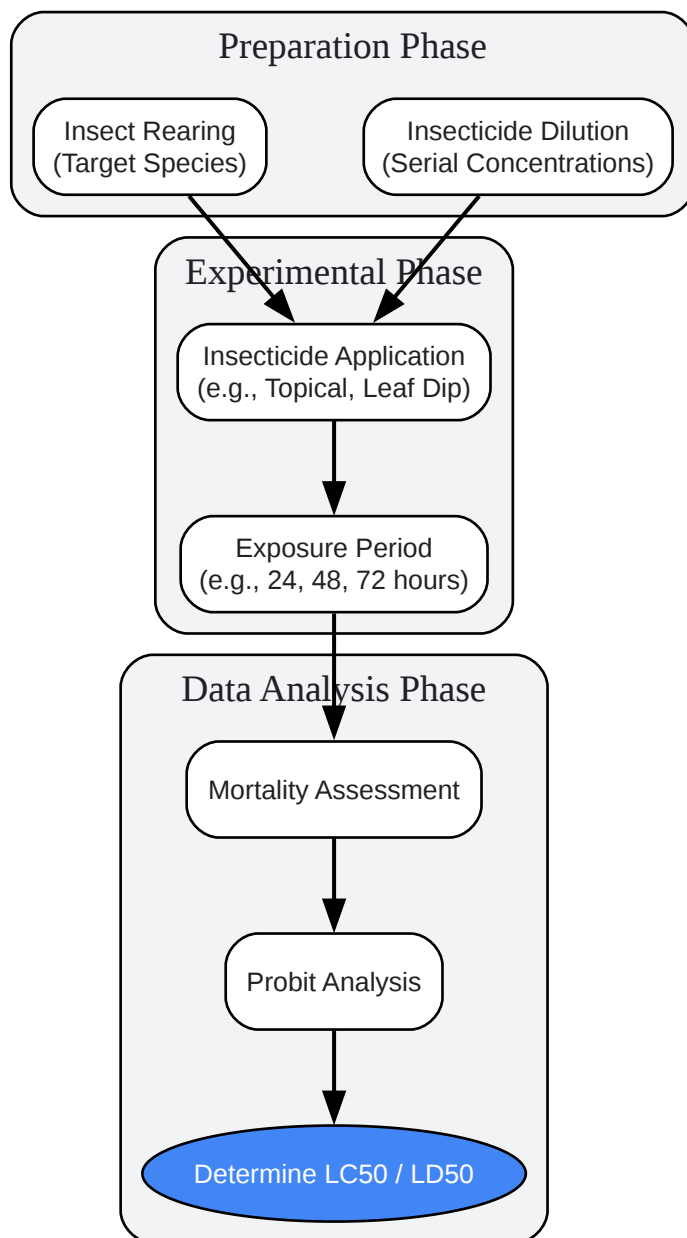 Preparation Phase
Insect Rearing
(Target Species)
Insecticide Dilution
(Serial Concentrations)
Experimental Phase
Insecticide Application
(e.g., Topical, Leaf Dip)
Exposure Period
(e.g., 24, 48, 72 hours)
Data Analysis Phase
Mortality Assessment
Probit Analysis
Determine LC50 / LD50